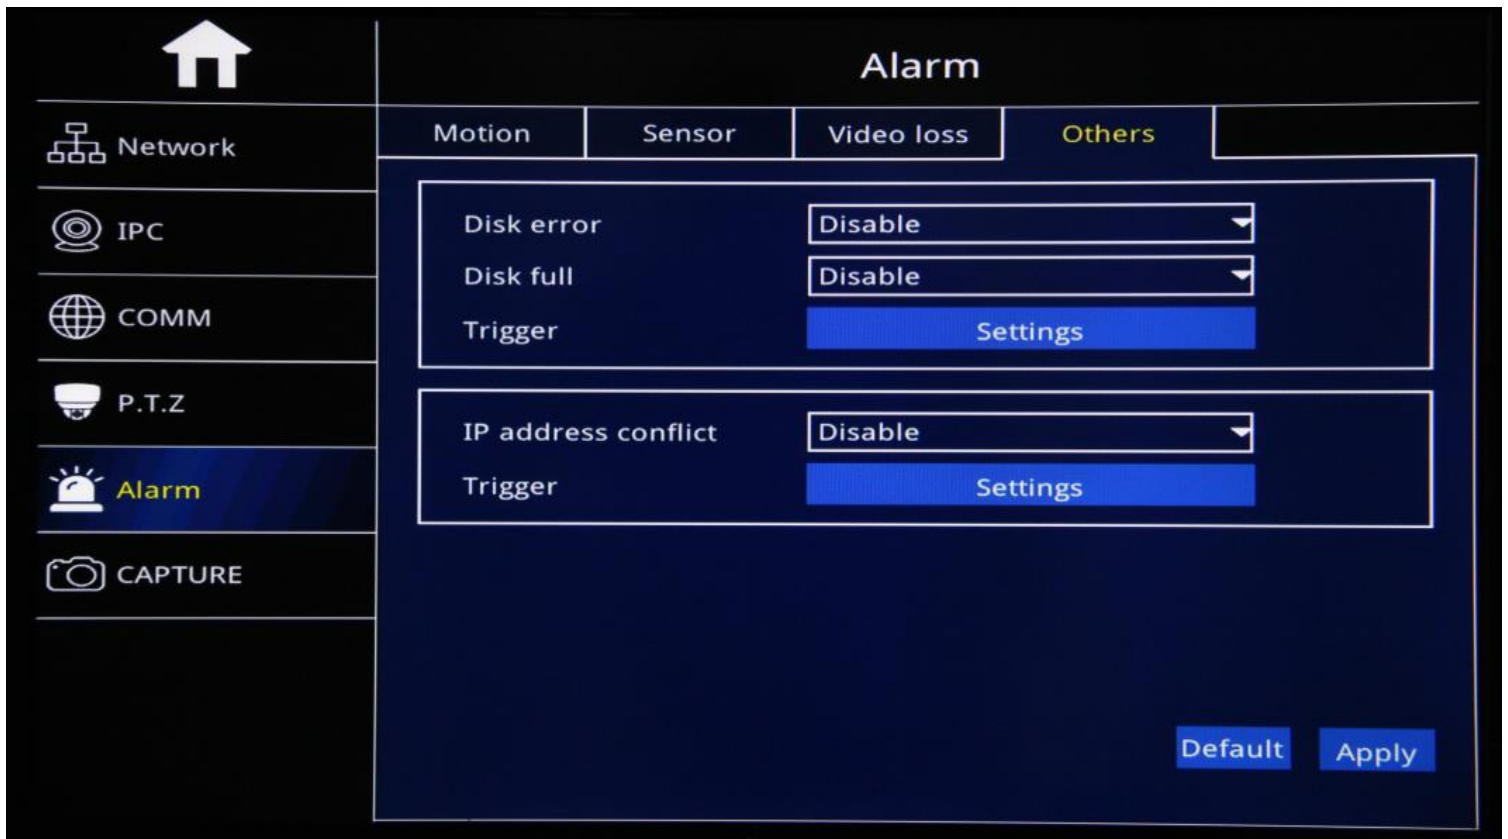 Alarm
Network
IPC
COMM
P.T.Z
Alarm
CAPTURE
Motion Sensor Video loss Others
Disk error Disable
Disk full Disable
Trigger Settings
IP address conflict Disable
Trigger Settings
Default Apply